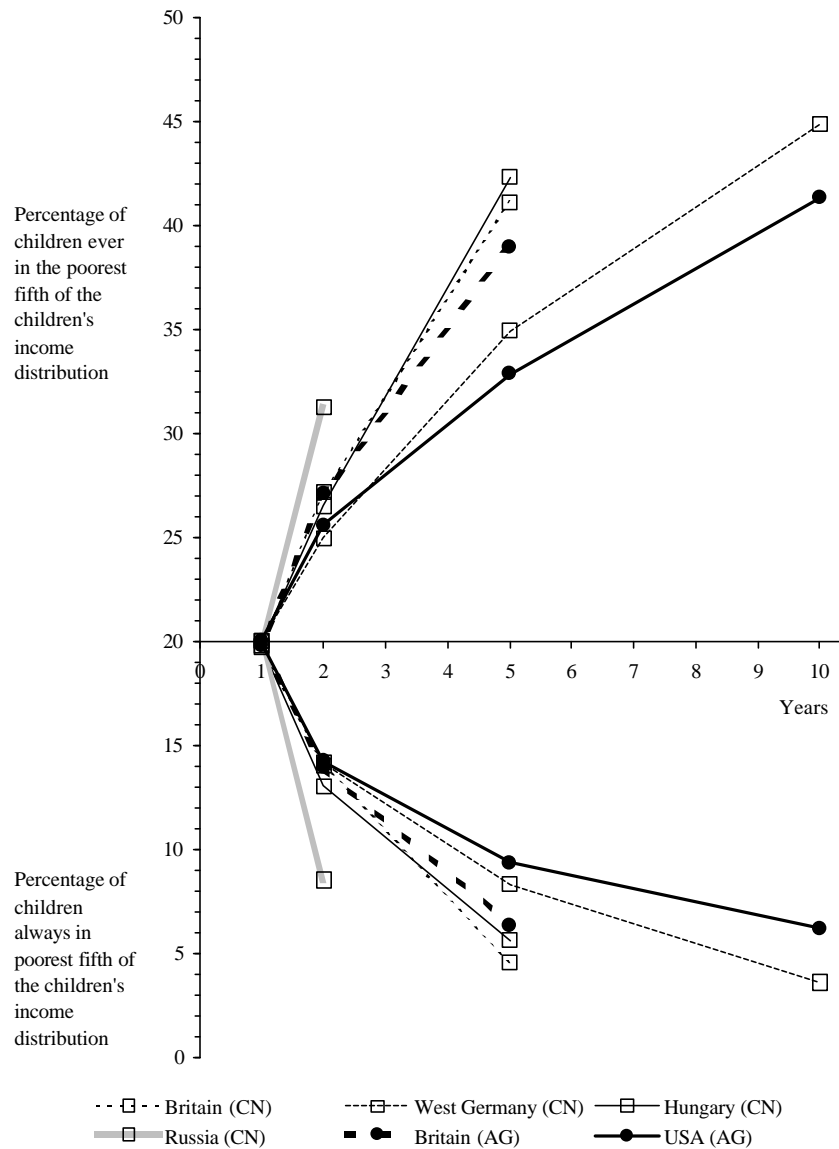 50
45
40
35
30
25
20
15
10
5
0
Percentage of
children ever
in the poorest
fifth of the
children's
income
distribution
0 1 2 3 4 5 6 7 8 9 10
Years
Percentage of
children
always in
poorest fifth of
the children's
income
distribution
Britain (CN) West Germany (CN) Hungary (CN)
Russia (CN) Britain (AG) USA (AG)